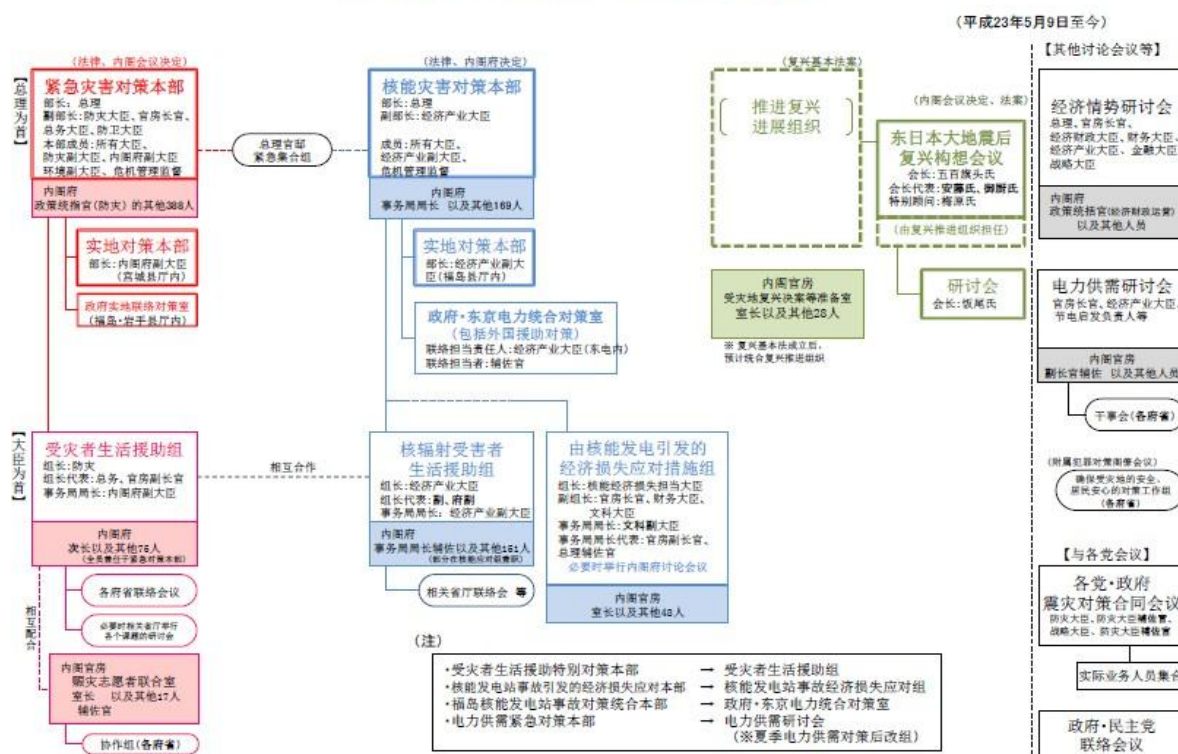 (平成23年5月9日至今)
【总理为首】
(法律、内阁会议决定)
紧急灾害对策本部
部长：总理
副部长：防灾大臣、官房长官、
总务大臣、防卫大臣
本部成员：所有大臣、
防灾副大臣、内阁府副大臣
环境副大臣、危机管理监督
内阁府
政策统指官(防灾) 的其他388人
实地对策本部
部长：内阁府副大臣
(宫城县厅内)
政府实地联络对策室
(福岛·岩手县厅内)
总理官邸
紧急集合组
(法律、内阁府决定)
核能灾害对策本部
部长：总理
副部长：经济产业大臣
成员：所有大臣、
经济产业副大臣、
危机管理监督
内阁府
事务局局长 以及其他169人
实地对策本部
部长：经济产业副大
臣(福岛县厅内)
政府·东京电力统合对策室
(包括外国援助对策)
联络担当责任人：经济产业大臣(东电内)
联络担当者：辅佐官
(复兴基本法案)
推进复兴
进展组织
(内阁会议决定、法案)
东日本大地震后
复兴构想会议
会长：五百旗头氏
会长代表：安藤氏、御厨氏
特别顾问：梅原氏
(由复兴推进组织担任)
研讨会
会长：饭尾氏
内阁官房
受灾地复兴决案等准备室
室长以及其他28人
※ 复兴基本法成立后，
预计统合复兴推进组织
【其他讨论会议等】
经济情势研讨会
总理、官房长官、
经济财政大臣、财务大臣、
经济产业大臣、金融大臣
战略大臣
内阁府
政策统括官(经济财政运营)
以及其他人员
电力供需研讨会
官房长官、经济产业大臣、
节电启发负责人等
内阁官房
副长官辅佐 以及其他人员
干事会(各府省)
(附属犯罪对策阁僚会议)
确保受灾地的安全、
居民安心的对策工作组
(各府省)
【与各党会议】
各党·政府
震灾对策合同会议
防灾大臣、防灾大臣補佐官、
战略大臣、防灾大臣補佐官
实际业务人员集合
政府·民主党
联络会议
【大臣为首】
受灾者生活援助组
组长：防灾
组长代表：总务、官房副长官
事务局局长：内阁府副大臣
内阁府
次长以及其他75人
(全员责任于紧急对策本部)
各府省联络会议
必要时相关省厅举行
各个课题的研讨会
相互配合
内阁官房
赈灾志愿者联合室
室长 以及其他17人
辅佐官
协作组(各府省)
相互合作
核辐射受害者
生活援助组
组长：经济产业大臣
组长代表：副、府副
事务局局长：经济产业副大臣
内阁府
事务局局长辅佐以及其他151人
(部分在核能应对组兼职)
相关省厅联络会 等
由核能发电引发的
经济损失应对措施组
组长：核能经济损失担当大臣
副组长：官房长官、财务大臣、
文科大臣
事务局局长：文科副大臣
事务局局长代表：官房副长官、
总理辅佐官
必要时举行内阁府讨论会议
内阁官房
室长以及其他48人
(注)
·受灾者生活援助特别对策本部 → 受灾者生活援助组
·核能发电站事故引发的经济损失应对本部 → 核能发电站事故经济损失应对组
·福岛核能发电站事故对策统合本部 → 政府·东京电力统合对策室
·电力供需紧急对策本部 → 电力供需研讨会
(※夏季电力供需对策后改组)